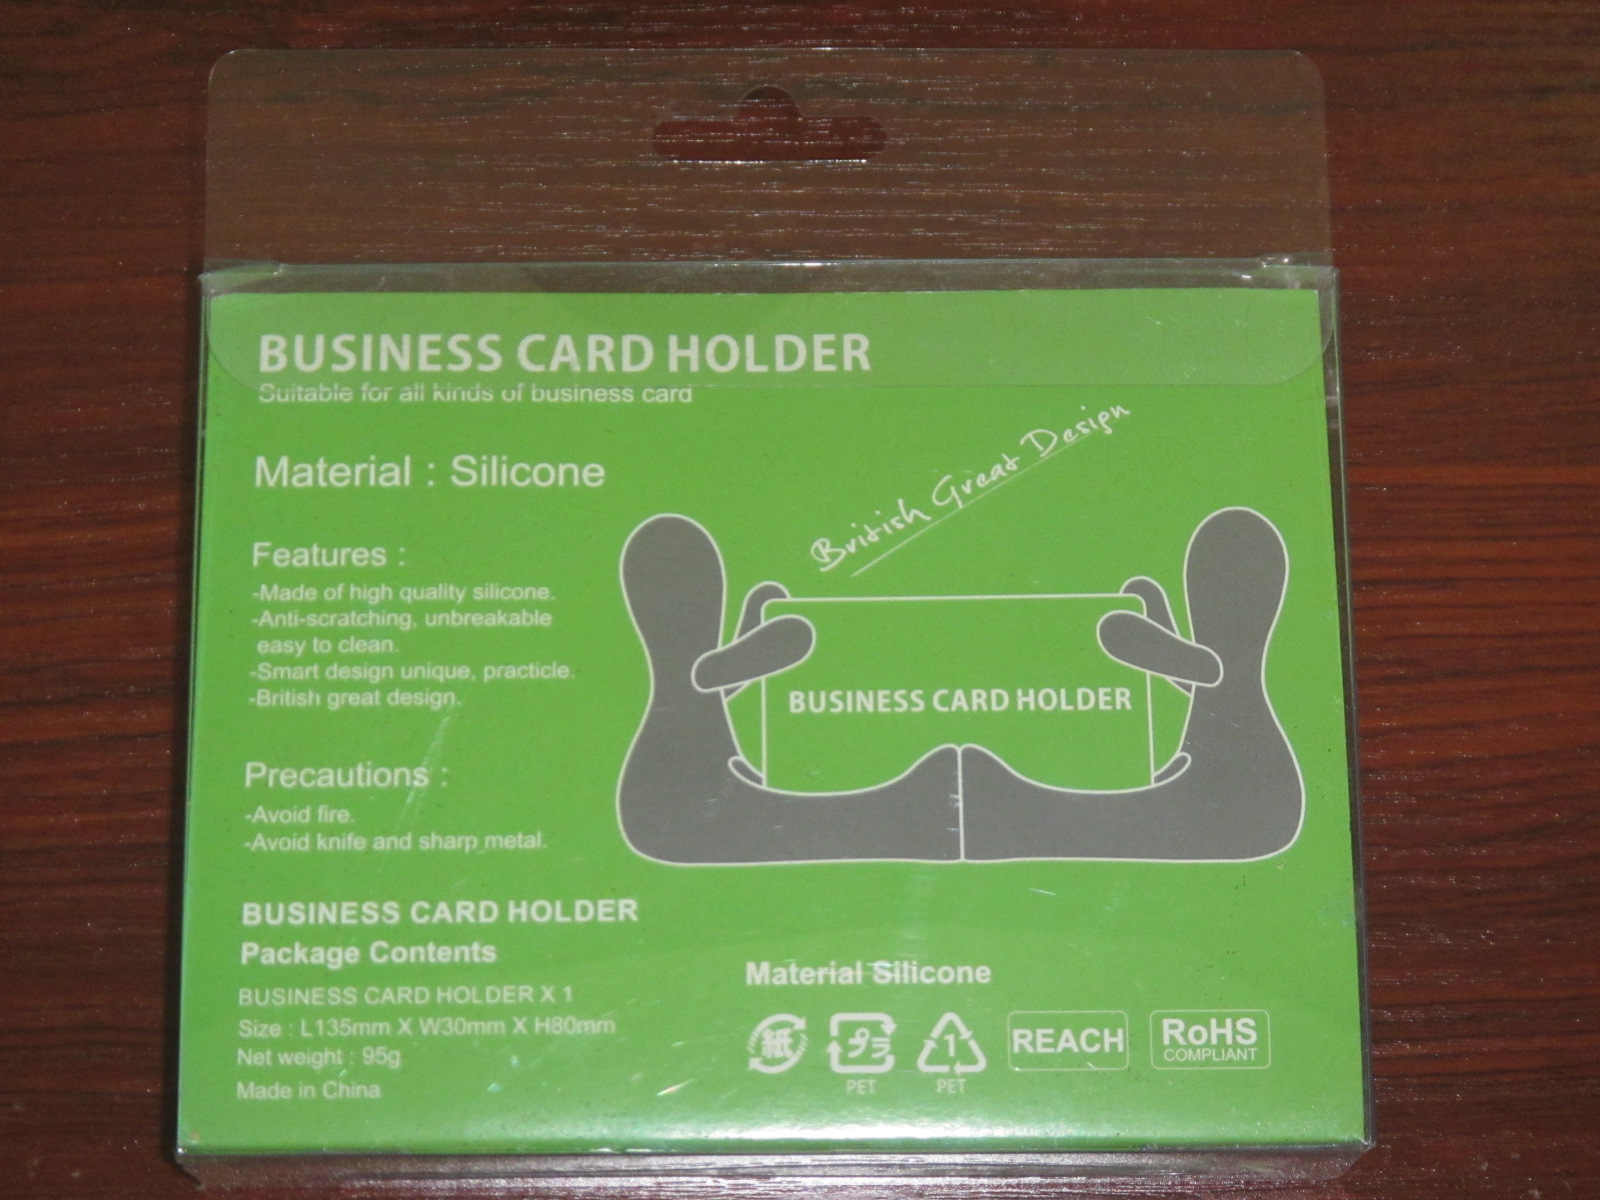 BUSINESS CARD HOLDER
Suitable for all kinds of business card
Material : Silicone
British Great Design
Features :
-Made of high quality silicone.
-Anti-scratching, unbreakable
easy to clean.
-Smart design unique, practicle.
-British great design.
BUSINESS CARD HOLDER
Precautions :
-Avoid fire.
-Avoid knife and sharp metal.
BUSINESS CARD HOLDER
Package Contents
BUSINESS CARD HOLDER X 1
Size : L135mm X W30mm X H80mm
Net weight : 95g
Made in China
Material Silicone
紙 プラ 1 REACH RoHS
COMPLIANT
PET PET